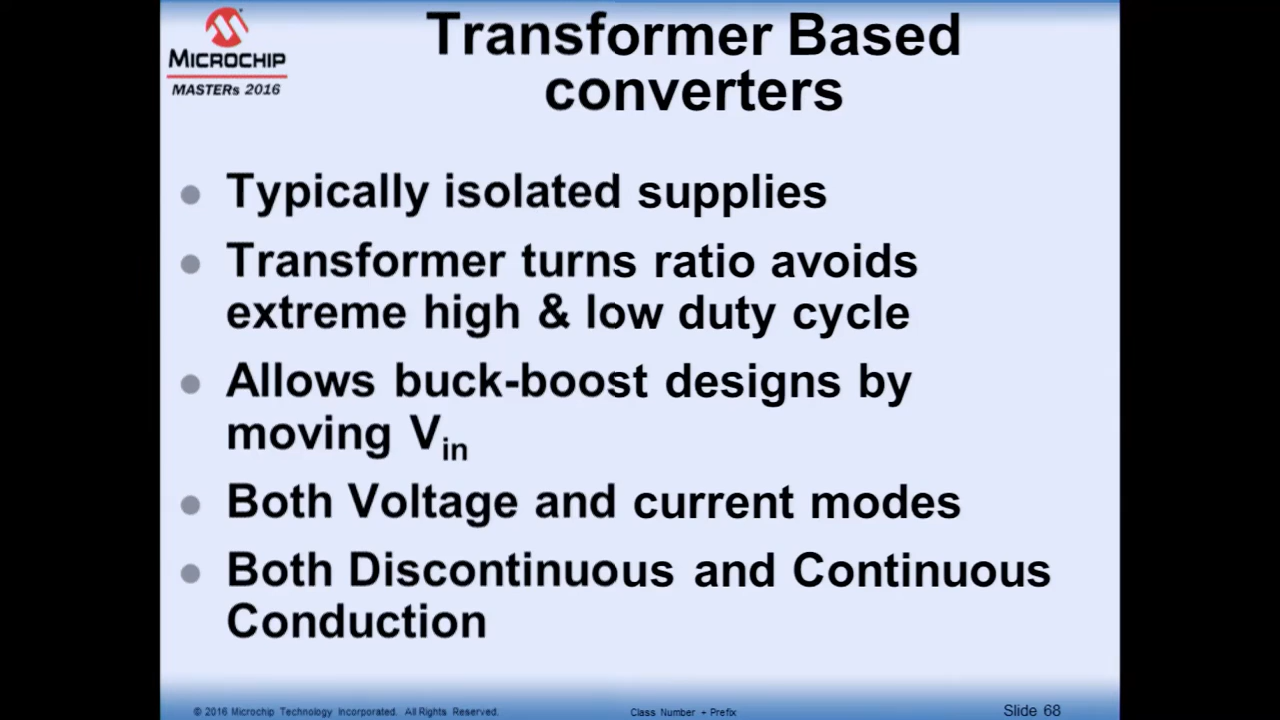 Transformer Based
converters
MICROCHIP
MASTERs 2016
Typically isolated supplies
Transformer turns ratio avoids
extreme high & low duty cycle
Allows buck-boost designs by
moving Vin
Both Voltage and current modes
Both Discontinuous and Continuous
Conduction
© 2016 Microchip Technology Incorporated. All Rights Reserved.
Class Number + Prefix
Slide 68